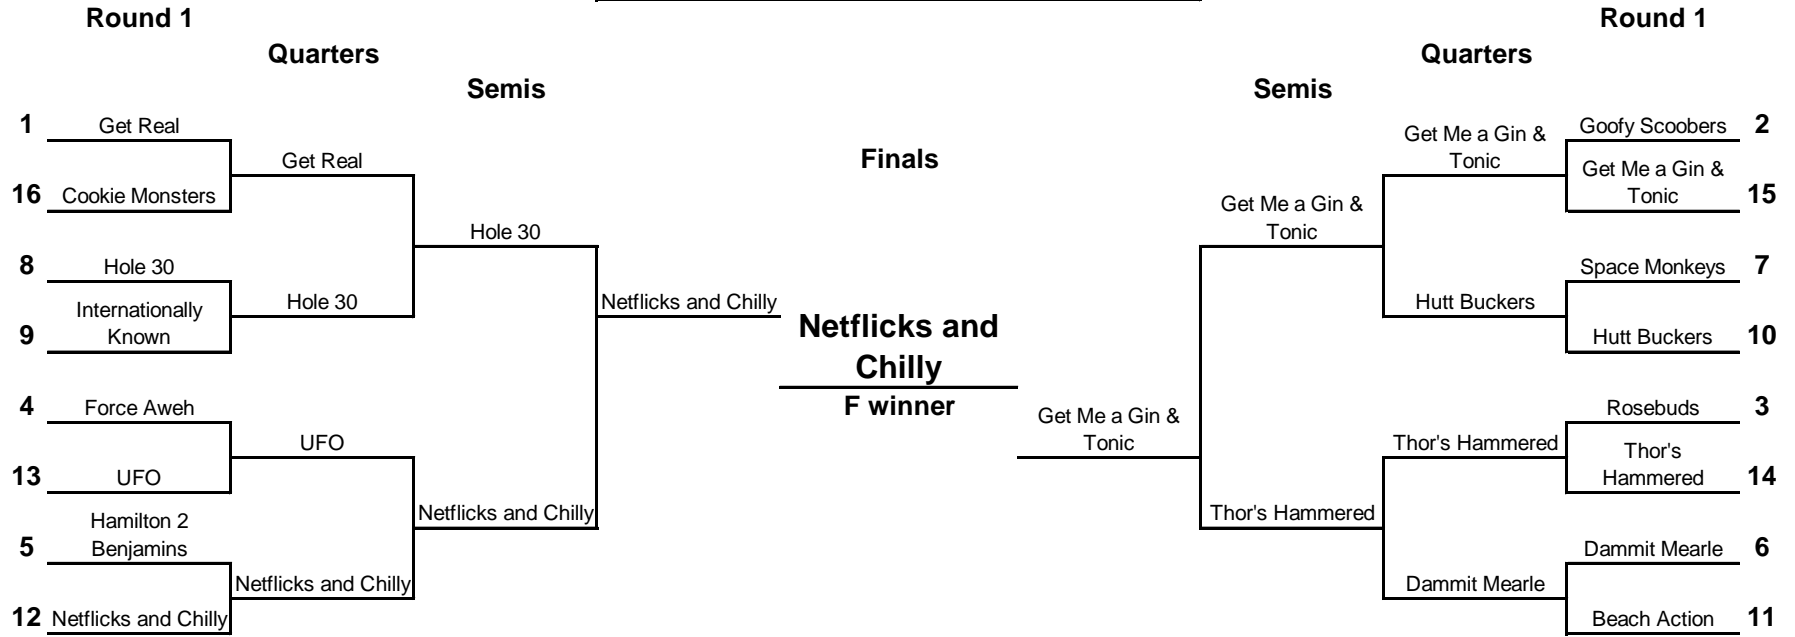 Round 1
Round 1
Quarters
Quarters
Semis
Semis
1 Get Real
Get Me a Gin &
Tonic
Goofy Scoobers 2
Get Real
Finals
16 Cookie Monsters
Get Me a Gin &
Tonic 15
Get Me a Gin &
Tonic
Hole 30
8 Hole 30
Space Monkeys 7
Internationally
Known
9
Hole 30
Netflicks and Chilly
Hutt Buckers
Hutt Buckers 10
Netflicks and
Chilly
F winner
4 Force Aweh
Rosebuds 3
Get Me a Gin &
Tonic
UFO
Thor's Hammered
13 UFO
Thor's
Hammered 14
Netflicks and Chilly
Thor's Hammered
Hamilton 2
Benjamins
5
Dammit Mearle 6
Netflicks and Chilly
Dammit Mearle
12 Netflicks and Chilly
Beach Action 11